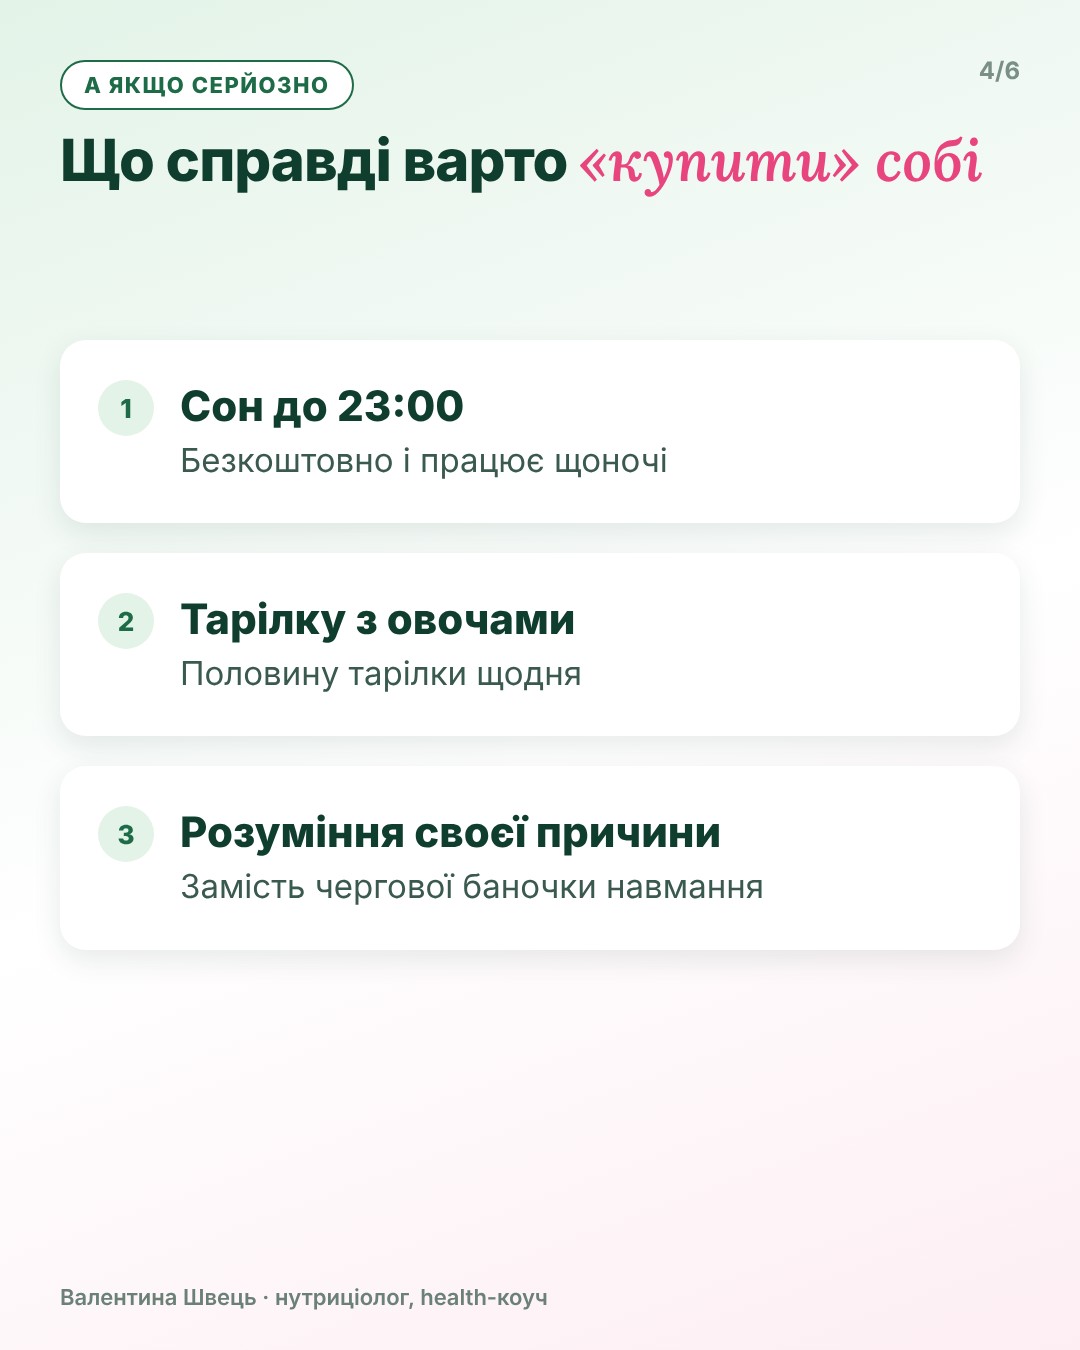 А ЯКЩО СЕРЙОЗНО
4/6
Що справді варто «купити» собі
1
Сон до 23:00
Безкоштовно і працює щоночі
2
Тарілку з овочами
Половину тарілки щодня
3
Розуміння своєї причини
Замість чергової баночки навмання
Валентина Швець · нутриціолог, health-коуч